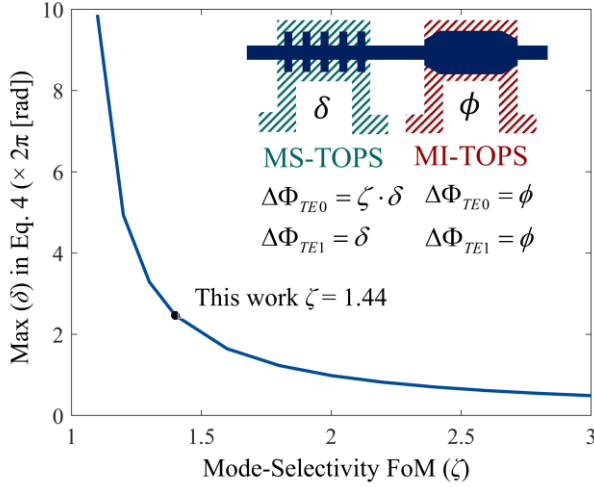 Max (δ) in Eq. 4 (× 2π [rad])
10
8
6
4
2
0
δ
ϕ
MS-TOPS MI-TOPS
ΔΦ_TE0 = ζ · δ ΔΦ_TE0 = ϕ
ΔΦ_TE1 = δ ΔΦ_TE1 = ϕ
This work ζ = 1.44
1 1.5 2 2.5 3
Mode-Selectivity FoM (ζ)